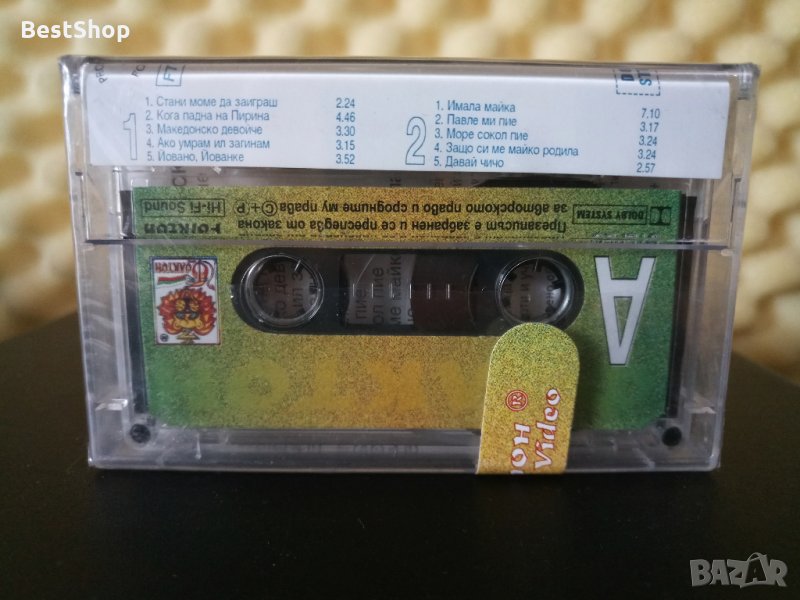 BestShop
1
1. Стани моме да заиграш 2.24
2. Кога падна на Пирина 4.46
3. Македонско девойче 3.30
4. Ако умрам ил загинам 3.15
5. Йовано, Йованке 3.52
2
1. Имала майка 7.10
2. Павле ми пие 3.17
3. Море сокол пие 3.24
4. Защо си ме майко родила 3.24
5. Давай чичо 2.57
Презаписът е забранен и се преследва от закона
за авторското право и сродните му права C+P
DOLBY SYSTEM
Hi-Fi Sound
A
Video
BAZAR